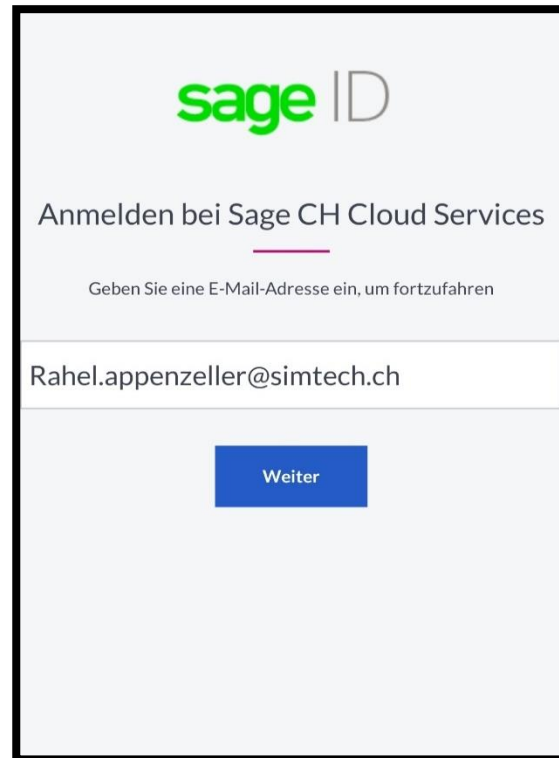 sage ID
Anmelden bei Sage CH Cloud Services
Geben Sie eine E-Mail-Adresse ein, um fortzufahren
Rahel.appenzeller@simtech.ch
Weiter